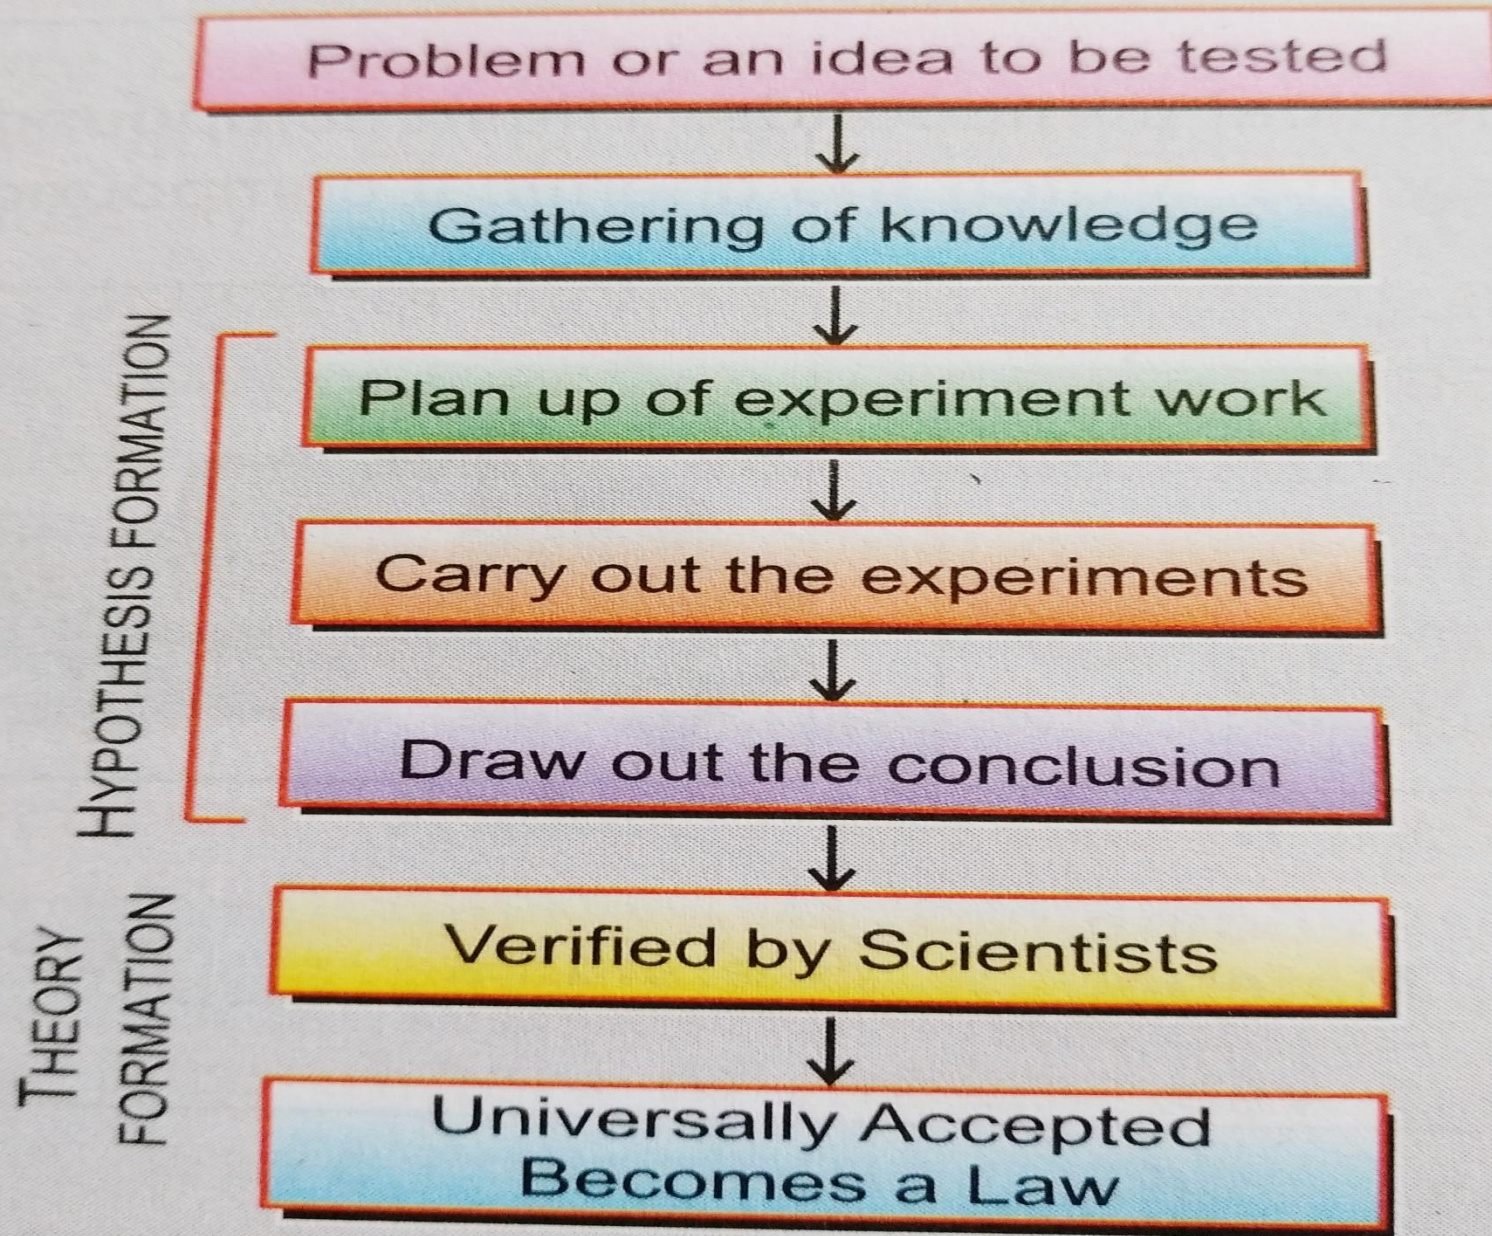 Problem or an idea to be tested
Gathering of knowledge
HYPOTHESIS FORMATION
Plan up of experiment work
Carry out the experiments
Draw out the conclusion
THEORY
FORMATION
Verified by Scientists
Universally Accepted
Becomes a Law